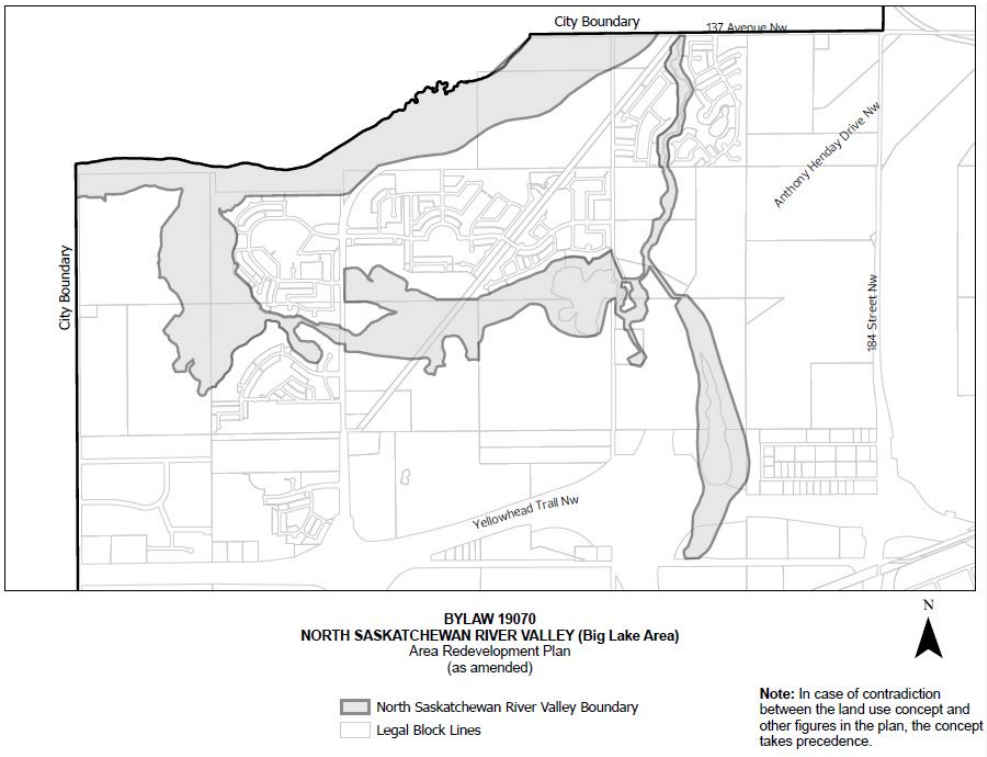 City Boundary
137 Avenue Nw
Anthony Henday Drive Nw
City Boundary
184 Street Nw
Yellowhead Trail Nw
BYLAW 19070
NORTH SASKATCHEWAN RIVER VALLEY (Big Lake Area)
Area Redevelopment Plan
(as amended)
N
North Saskatchewan River Valley Boundary
Legal Block Lines
Note: In case of contradiction
between the land use concept and
other figures in the plan, the concept
takes precedence.